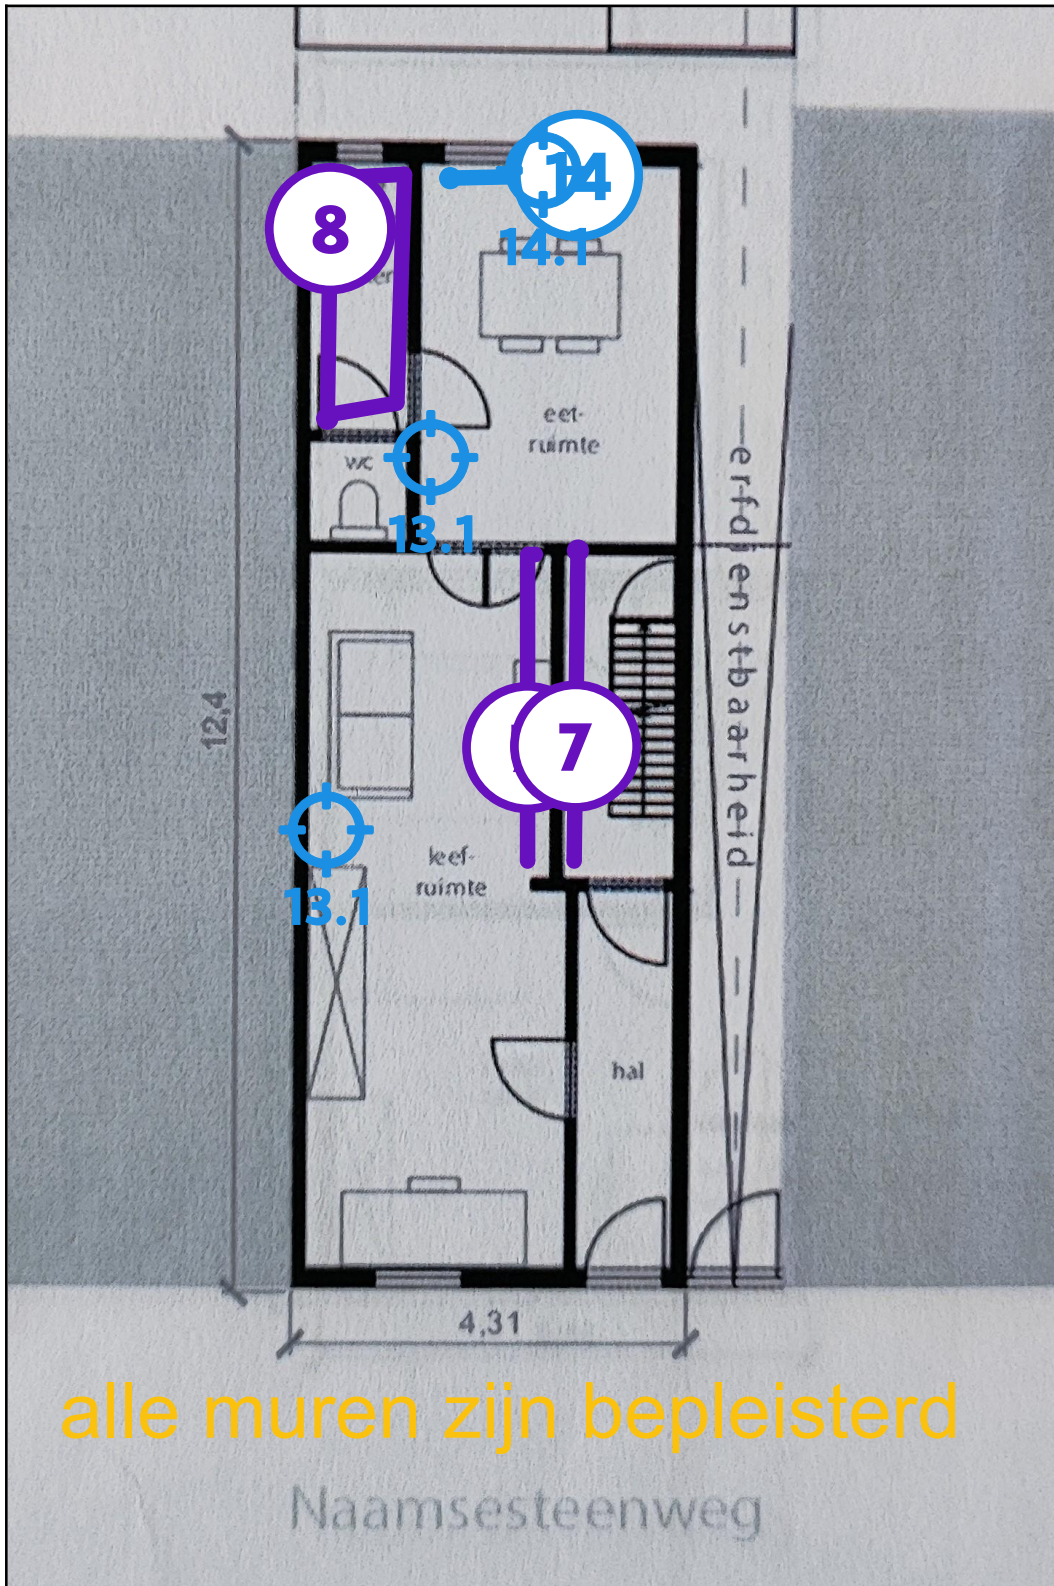 14
14.1
8
eet-
ruimte
wc
13.1
erfdienstbaarheid
12,4
7
leef-
ruimte
13.1
hal
4,31
alle muren zijn bepleisterd
Naamsesteenweg